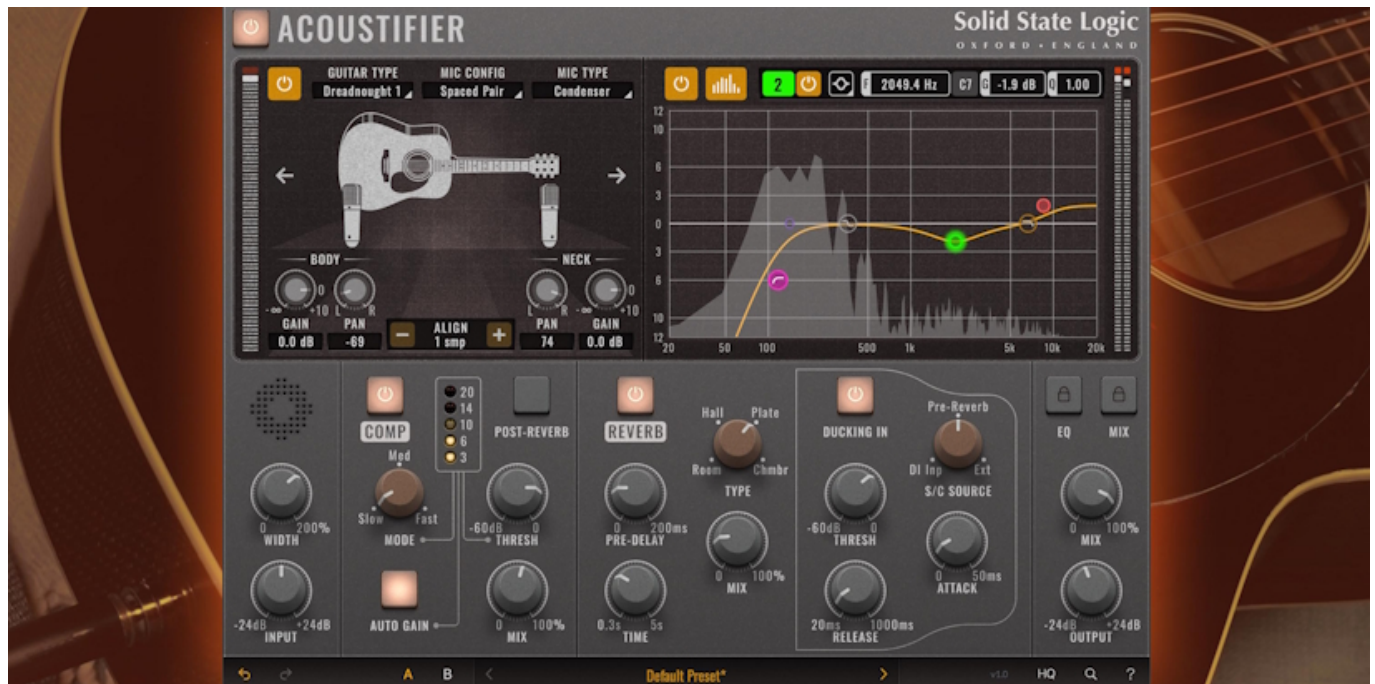 ACOUSTIFIER
Solid State Logic
OXFORD • ENGLAND
GUITAR TYPE MIC CONFIG MIC TYPE
Dreadnought 1 Spaced Pair Condenser
2 F 2049.4 Hz C7 G -1.9 dB Q 1.00
12
10
6
3
0
3
6
10
12
20 50 100 500 1k 5k 10k 20k
BODY NECK
0 0
-∞ +10 L R L R -∞ +10
GAIN PAN PAN GAIN
0.0 dB -69 74 0.0 dB
− ALIGN +
1 smp
COMP
Med
Slow Fast
MODE
20
14
10
6
3
POST-REVERB
-60dB 0
THRESH
AUTO GAIN
0 100%
MIX
0 200%
WIDTH
-24dB +24dB
INPUT
REVERB
Hall Plate
Room Chmbr
TYPE
0 200ms
PRE-DELAY
0 100%
MIX
0.3s 5s
TIME
DUCKING IN
Pre-Reverb
DI Inp Ext
S/C SOURCE
-60dB 0
THRESH
0 50ms
ATTACK
20ms 1000ms
RELEASE
EQ MIX
0 100%
MIX
-24dB +24dB
OUTPUT
A B < Default Preset* > v1.0 HQ ?